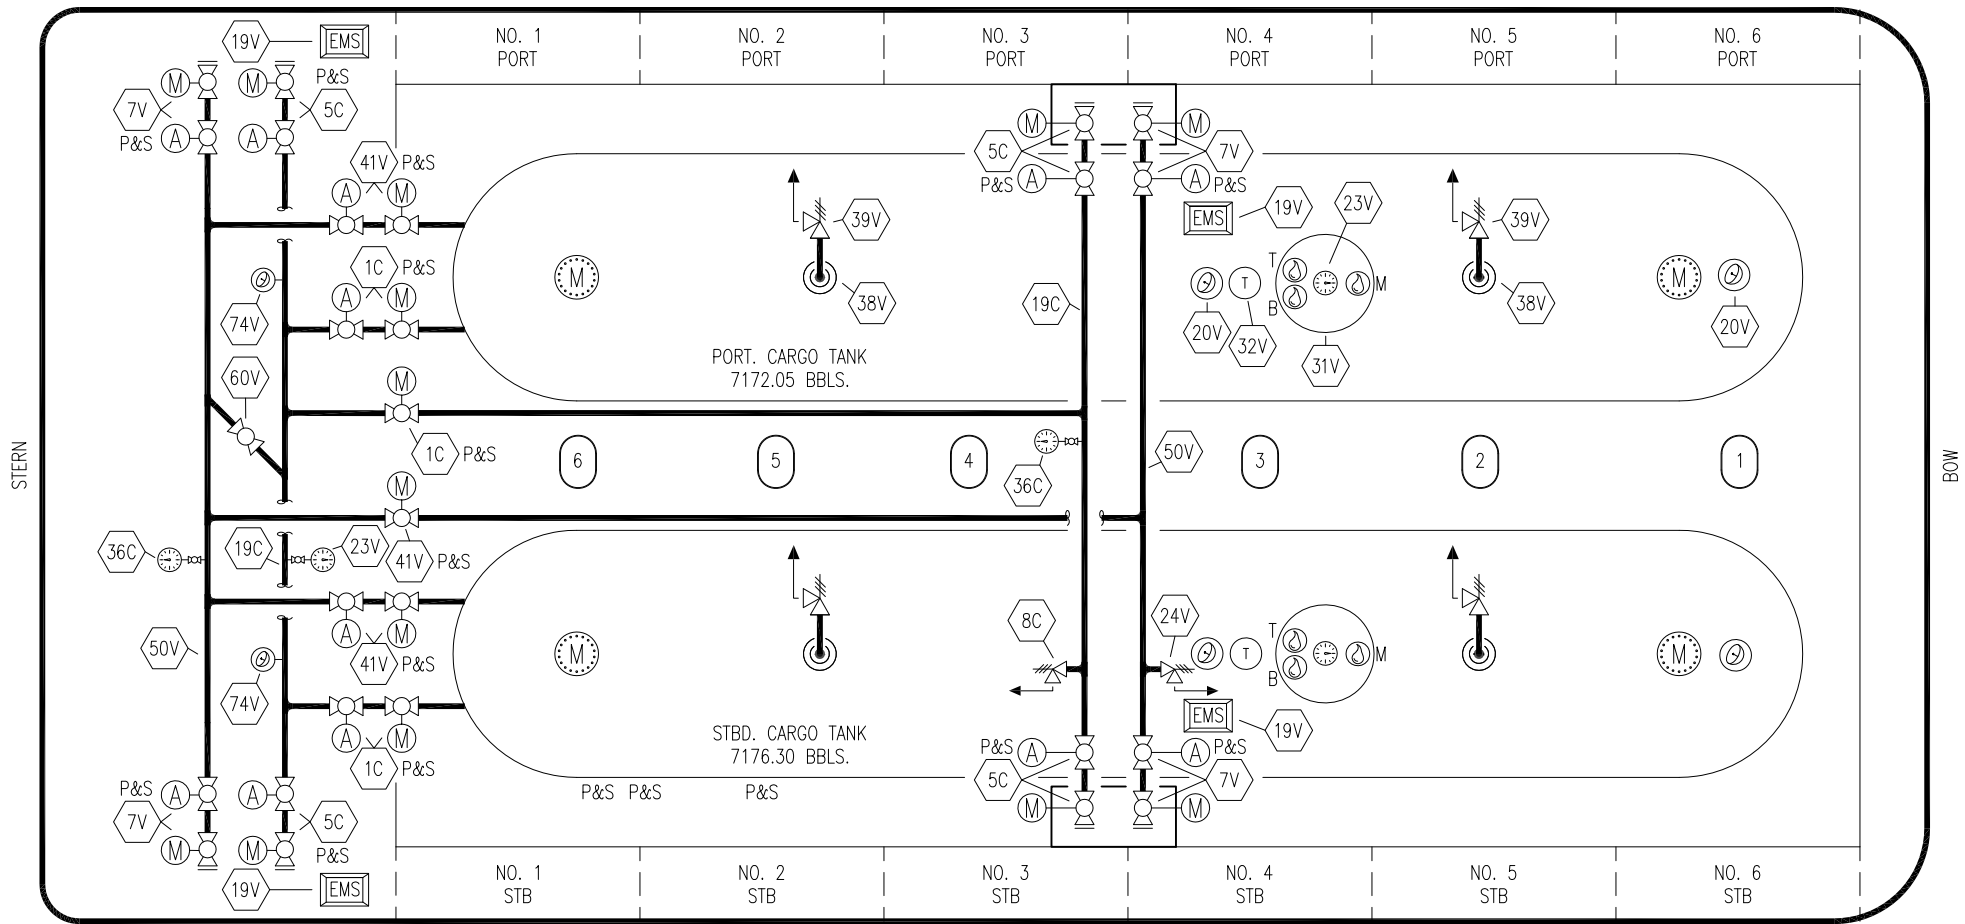 NO. 1
PORT
NO. 2
PORT
NO. 3
PORT
NO. 4
PORT
NO. 5
PORT
NO. 6
PORT
19V
EMS
M
M
P&S
7V
5C
P&S
A
A
41V
P&S
A
M
1C
P&S
A
M
74V
60V
M
1C
P&S
M
41V
P&S
36C
19C
23V
50V
A
M
41V
P&S
74V
A
M
1C
P&S
P&S
A
A
7V
5C
M
M
P&S
19V
EMS
STERN
M
39V
38V
PORT. CARGO TANK
7172.05 BBLS.
M
M
5C
7V
P&S
A
A
P&S
EMS
19V
23V
19C
T
T
B
M
20V
32V
31V
39V
38V
M
20V
6
5
4
3
2
1
36C
50V
BOW
M
8C
24V
T
T
B
M
M
EMS
19V
STBD. CARGO TANK
7176.30 BBLS.
P&S
A
A
P&S
5C
7V
M
M
P&S P&S
P&S
NO. 1
STB
NO. 2
STB
NO. 3
STB
NO. 4
STB
NO. 5
STB
NO. 6
STB